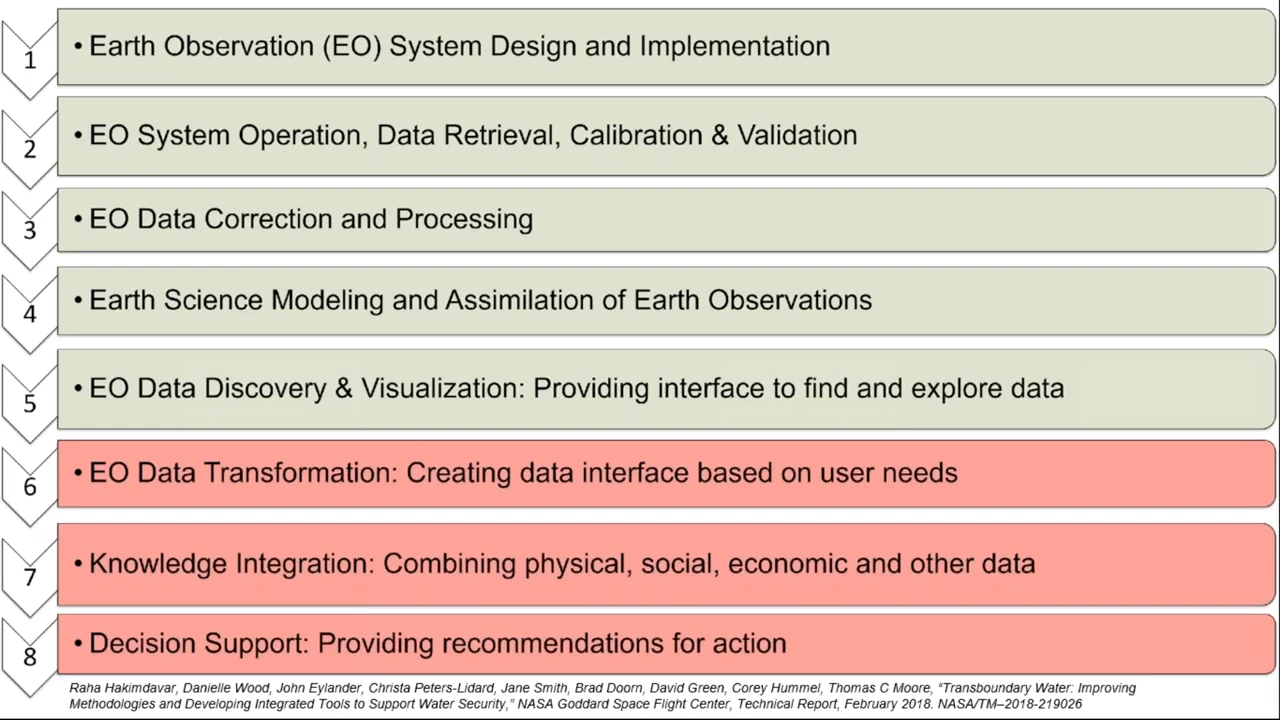 1
• Earth Observation (EO) System Design and Implementation
2
• EO System Operation, Data Retrieval, Calibration & Validation
3
• EO Data Correction and Processing
4
• Earth Science Modeling and Assimilation of Earth Observations
5
• EO Data Discovery & Visualization: Providing interface to find and explore data
6
• EO Data Transformation: Creating data interface based on user needs
7
• Knowledge Integration: Combining physical, social, economic and other data
8
• Decision Support: Providing recommendations for action
Raha Hakimdavar, Danielle Wood, John Eylander, Christa Peters-Lidard, Jane Smith, Brad Doorn, David Green, Corey Hummel, Thomas C Moore, “Transboundary Water: Improving
Methodologies and Developing Integrated Tools to Support Water Security,” NASA Goddard Space Flight Center, Technical Report, February 2018. NASA/TM–2018-219026